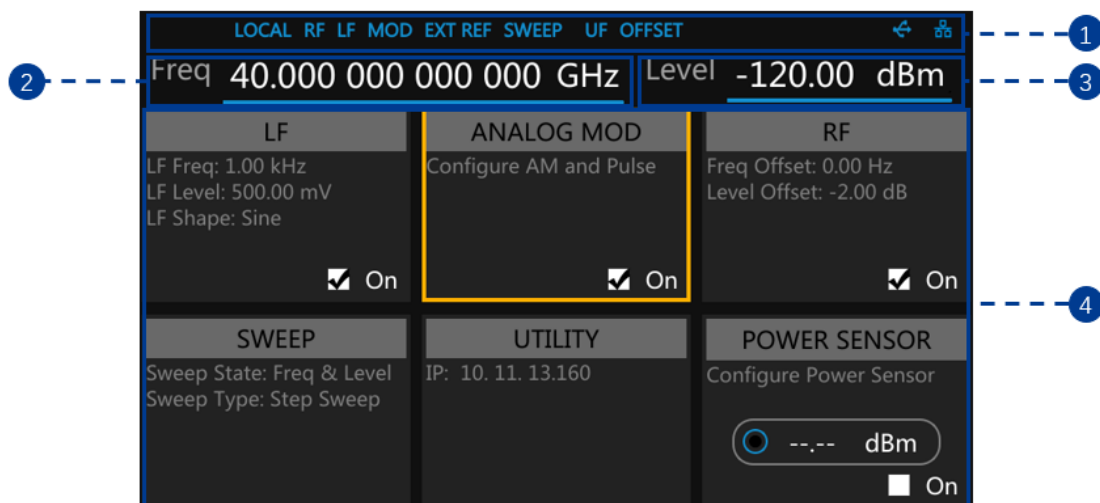 LOCAL RF LF MOD EXT REF SWEEP UF OFFSET
1
2
Freq 40.000 000 000 000 GHz
Level -120.00 dBm
3
LF
LF Freq: 1.00 kHz
LF Level: 500.00 mV
LF Shape: Sine
On
ANALOG MOD
Configure AM and Pulse
On
RF
Freq Offset: 0.00 Hz
Level Offset: -2.00 dB
On
4
SWEEP
Sweep State: Freq & Level
Sweep Type: Step Sweep
UTILITY
IP: 10. 11. 13.160
POWER SENSOR
Configure Power Sensor
--.-- dBm
On